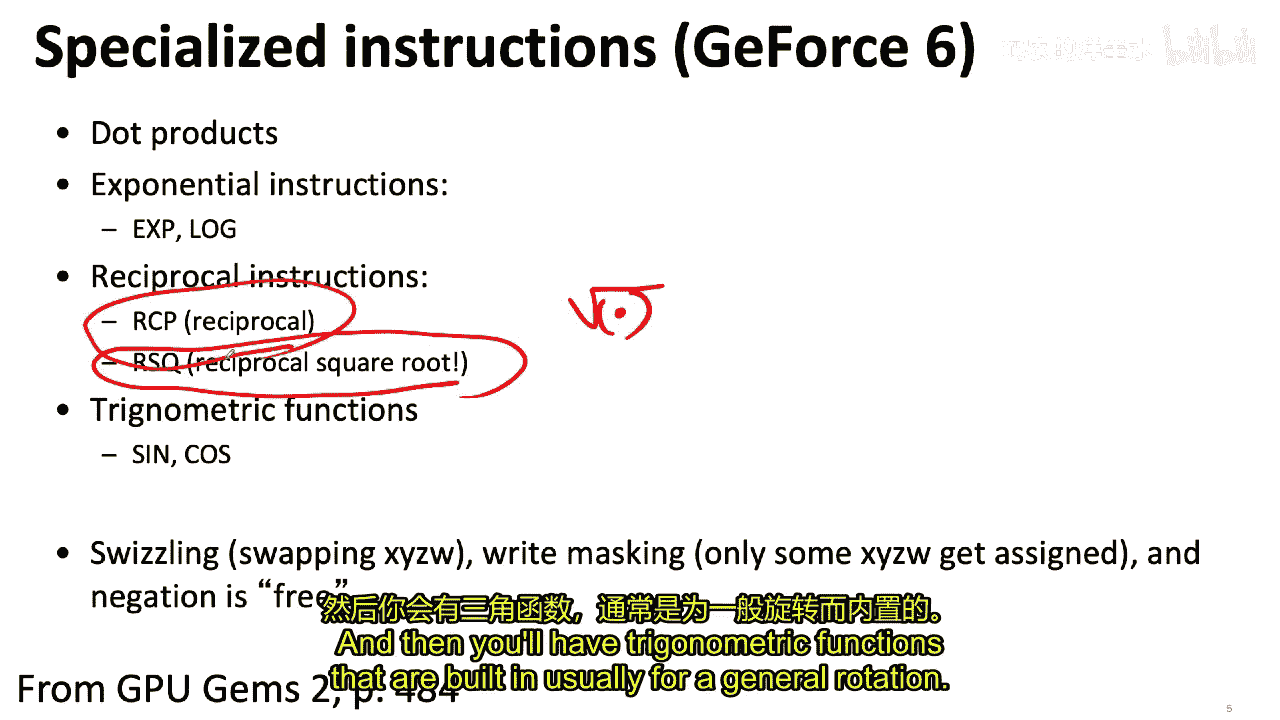 Specialized instructions (GeForce 6)
• Dot products
• Exponential instructions:
– EXP, LOG
• Reciprocal instructions:
– RCP (reciprocal)
– RSQ (reciprocal square root!)
√(·)
• Trignometric functions
– SIN, COS
• Swizzling (swapping xyzw), write masking (only some xyzw get assigned), and
negation is “free”
然后你会有三角函数，通常是为一般旋转而内置的。
And then you'll have trigonometric functions
that are built in usually for a general rotation.
From GPU Gems 2, p. 484
5
bilibili